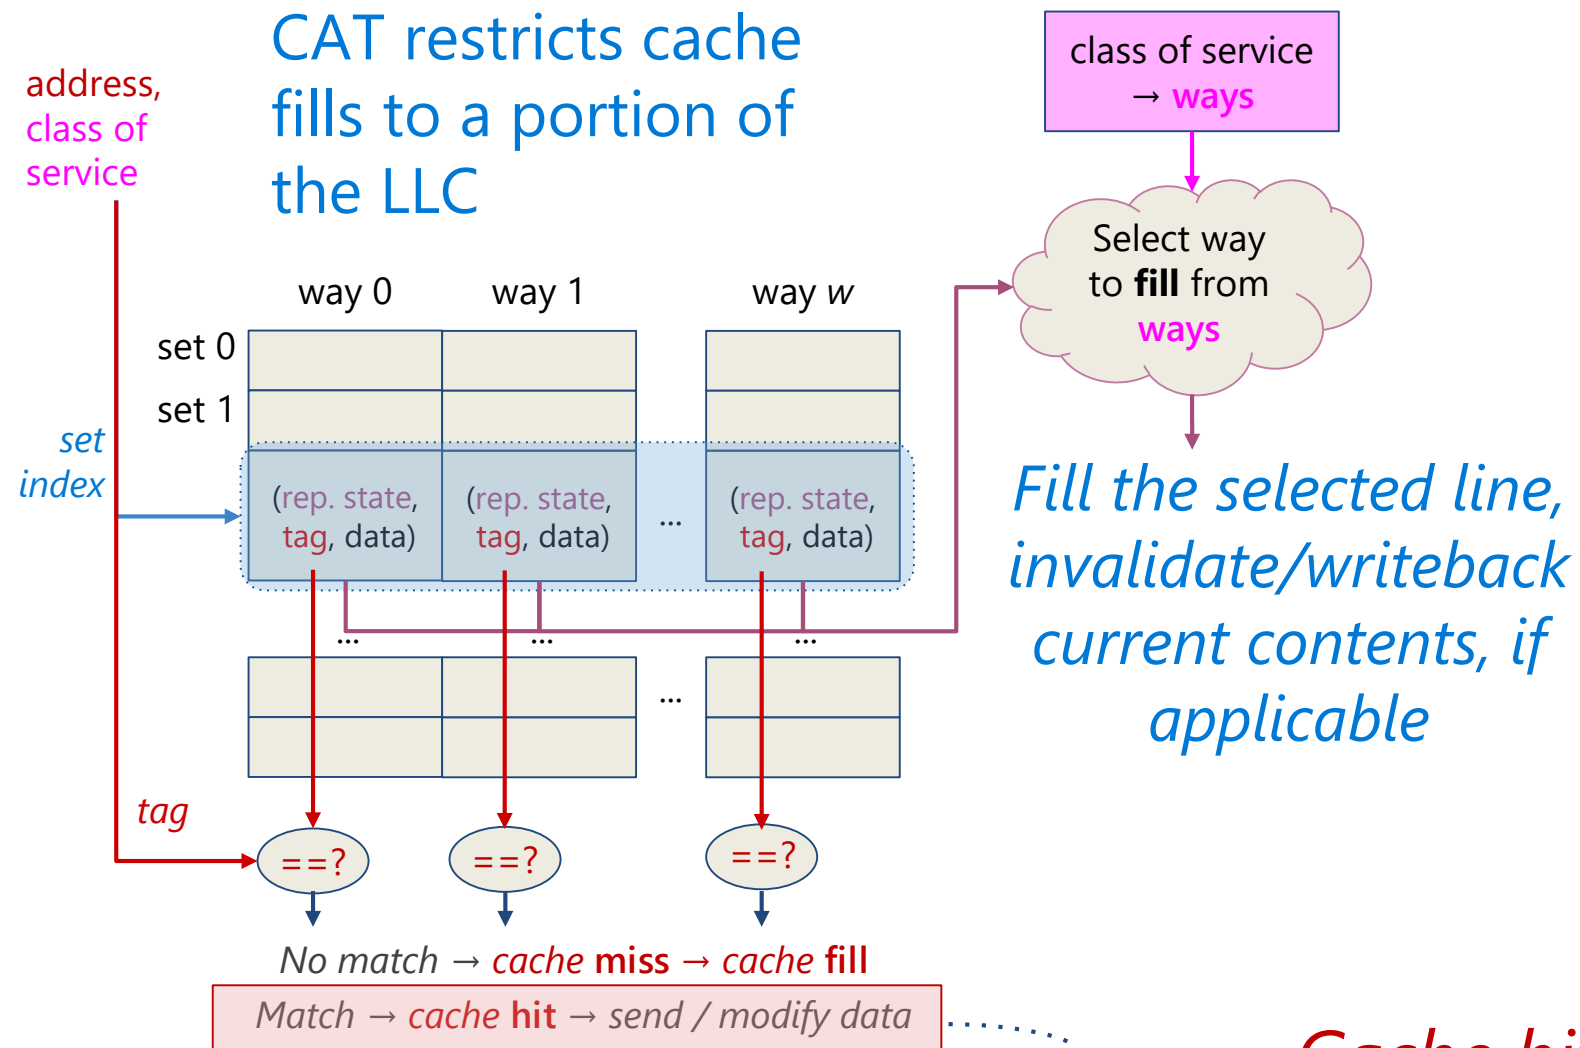 CAT restricts cache
fills to a portion of
the LLC
address,
class of
service
class of service
→ ways
Select way
to fill from
ways
way 0
way 1
way w
set 0
set 1
set
index
(rep. state,
tag, data)
(rep. state,
tag, data)
...
(rep. state,
tag, data)
Fill the selected line,
invalidate/writeback
current contents, if
applicable
...
...
...
...
tag
==?
==?
==?
No match → cache miss → cache fill
Match → cache hit → send / modify data
Cache hi